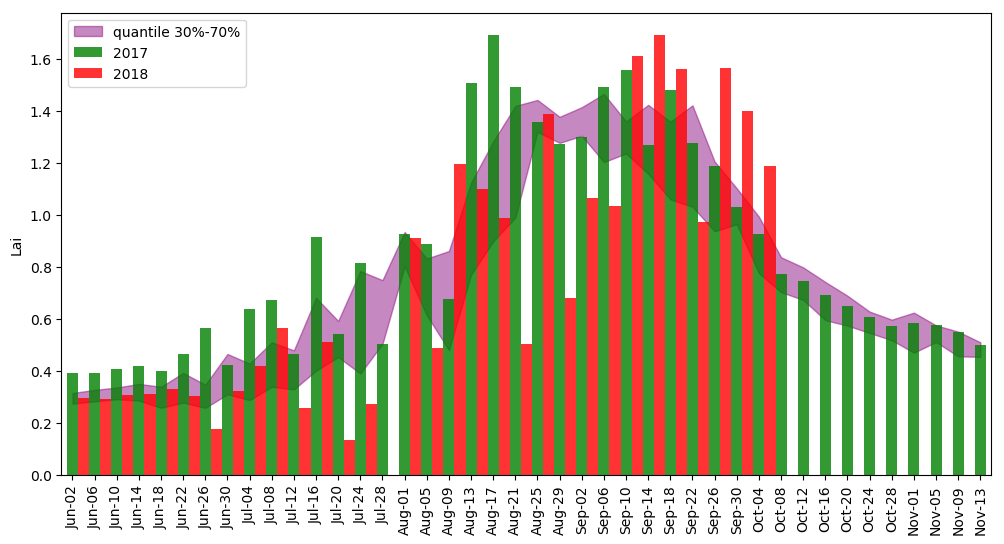 quantile 30%-70%
2017
2018
Lai
1.6
1.4
1.2
1.0
0.8
0.6
0.4
0.2
0.0
Jun-02
Jun-06
Jun-10
Jun-14
Jun-18
Jun-22
Jun-26
Jun-30
Jul-04
Jul-08
Jul-12
Jul-16
Jul-20
Jul-24
Jul-28
Aug-01
Aug-05
Aug-09
Aug-13
Aug-17
Aug-21
Aug-25
Aug-29
Sep-02
Sep-06
Sep-10
Sep-14
Sep-18
Sep-22
Sep-26
Sep-30
Oct-04
Oct-08
Oct-12
Oct-16
Oct-20
Oct-24
Oct-28
Nov-01
Nov-05
Nov-09
Nov-13